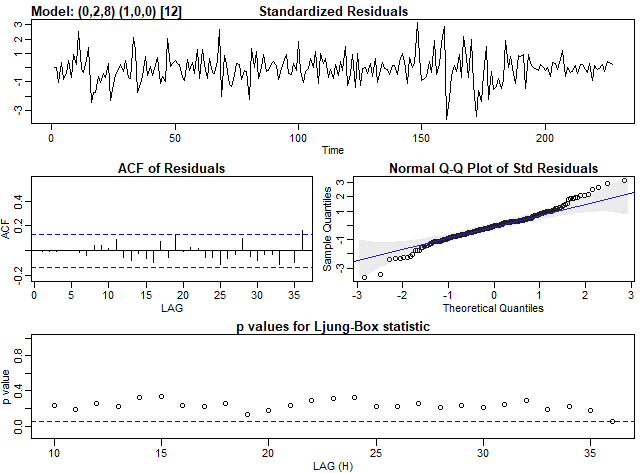 Model: (0,2,8) (1,0,0) [12] Standardized Residuals
3
1
-1
-3
0 50 100 150 200
Time
ACF of Residuals
ACF
0.4
0.2
-0.2
0 5 10 15 20 25 30 35
LAG
Normal Q-Q Plot of Std Residuals
Sample Quantiles
3
1
-1
-3
-3 -2 -1 0 1 2 3
Theoretical Quantiles
p values for Ljung-Box statistic
p value
0.8
0.4
0.0
10 15 20 25 30 35
LAG (H)